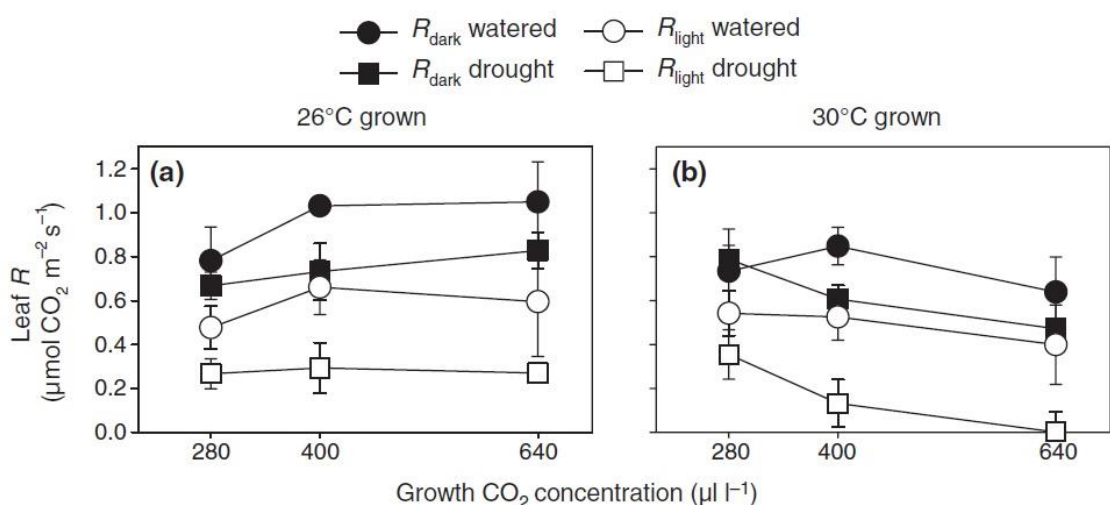 R_dark watered R_light watered
R_dark drought R_light drought
26°C grown 30°C grown
(a) (b)
Leaf R
(μmol CO₂ m⁻² s⁻¹)
1.2
1.0
0.8
0.6
0.4
0.2
0.0
280 400 640 280 400 640
Growth CO₂ concentration (μl l⁻¹)